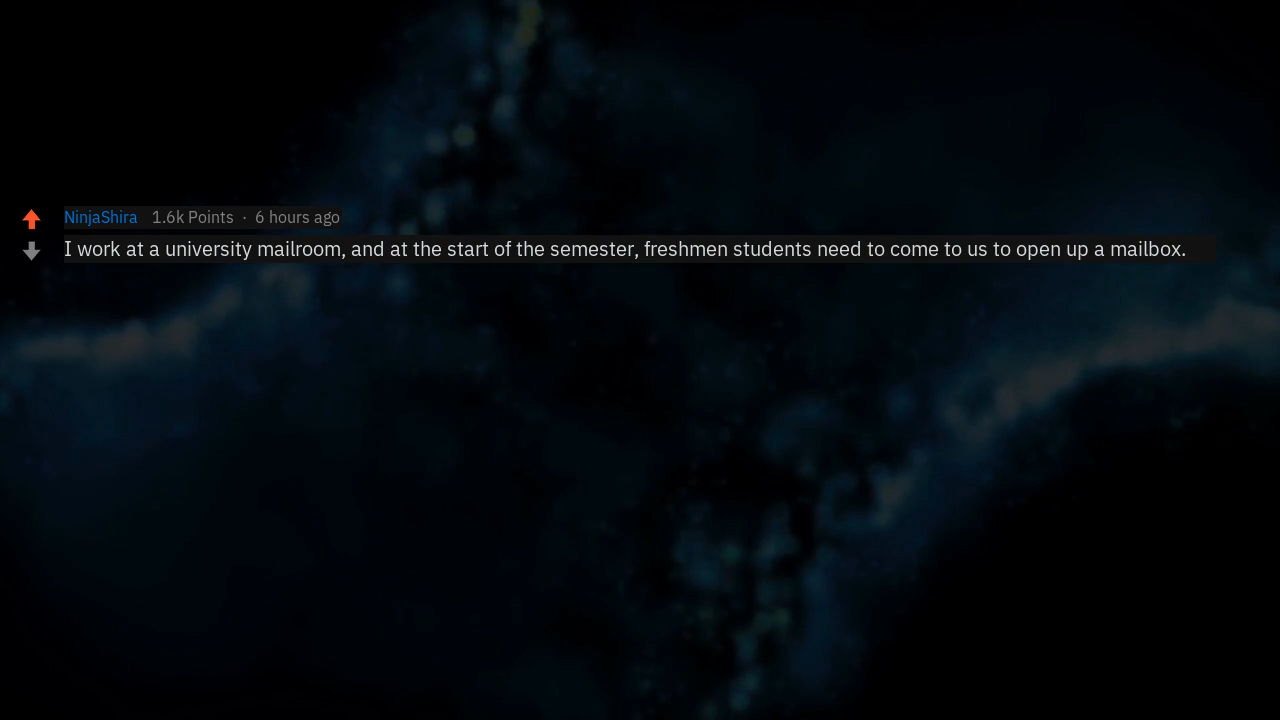 NinjaShira 1.6k Points · 6 hours ago
I work at a university mailroom, and at the start of the semester, freshmen students need to come to us to open up a mailbox.